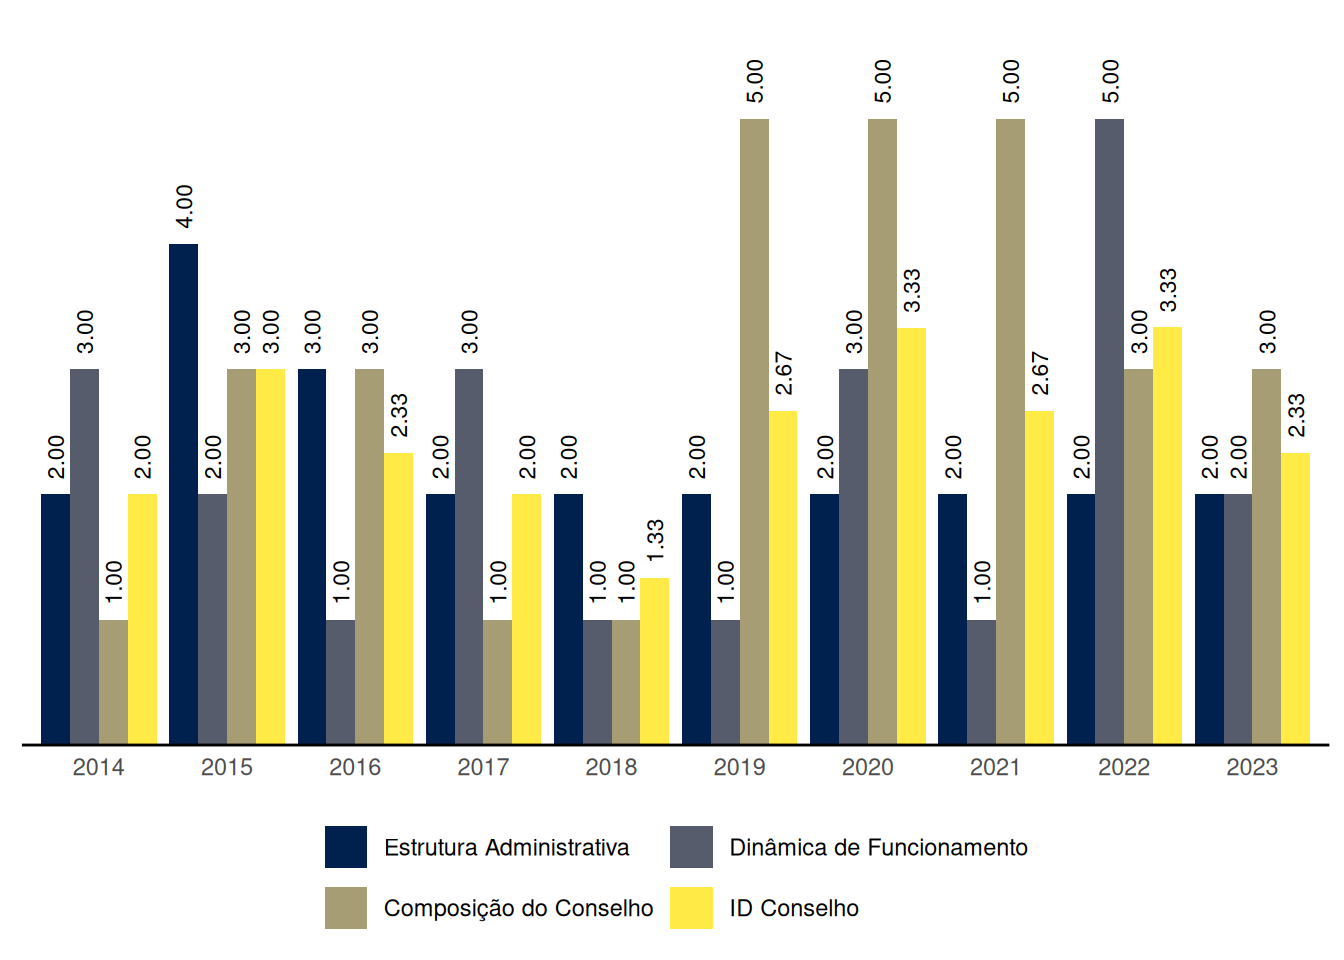 5.00 5.00 5.00 5.00
4.00
3.00 3.00 3.00 3.00 3.00 3.00 3.00 3.33 3.00 3.33 3.00
2.67 2.67
2.00 2.00 2.00 2.33 2.00 2.00 2.00 2.00 2.00 2.00 2.00 2.00 2.00 2.33
1.00 1.00 1.00 1.00 1.00 1.33 1.00 1.00
2014 2015 2016 2017 2018 2019 2020 2021 2022 2023
Estrutura Administrativa Dinâmica de Funcionamento
Composição do Conselho ID Conselho